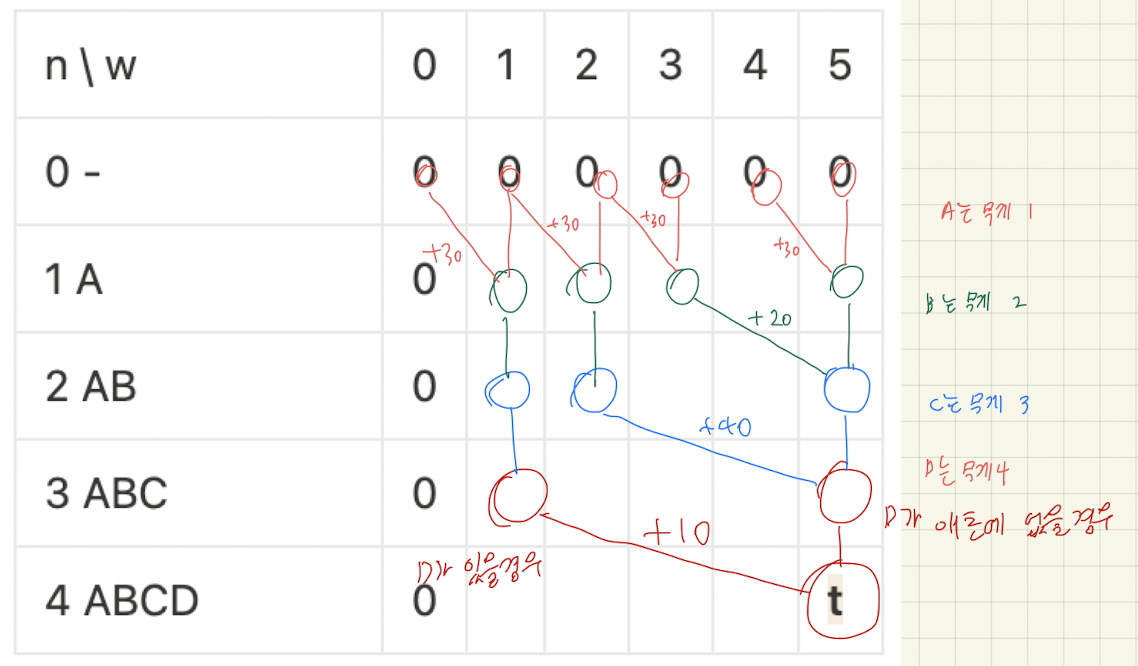 n \ w 0 1 2 3 4 5
0 - 0 0 0 0 0 0
A는 무게 1
+30 +30 +30 +30
1 A 0
B는 무게 2
+20
2 AB 0
C는 무게 3
+40
D는 무게 4
3 ABC 0
D가 애초에 없을 경우
+10
D가 있을 경우
4 ABCD 0 t